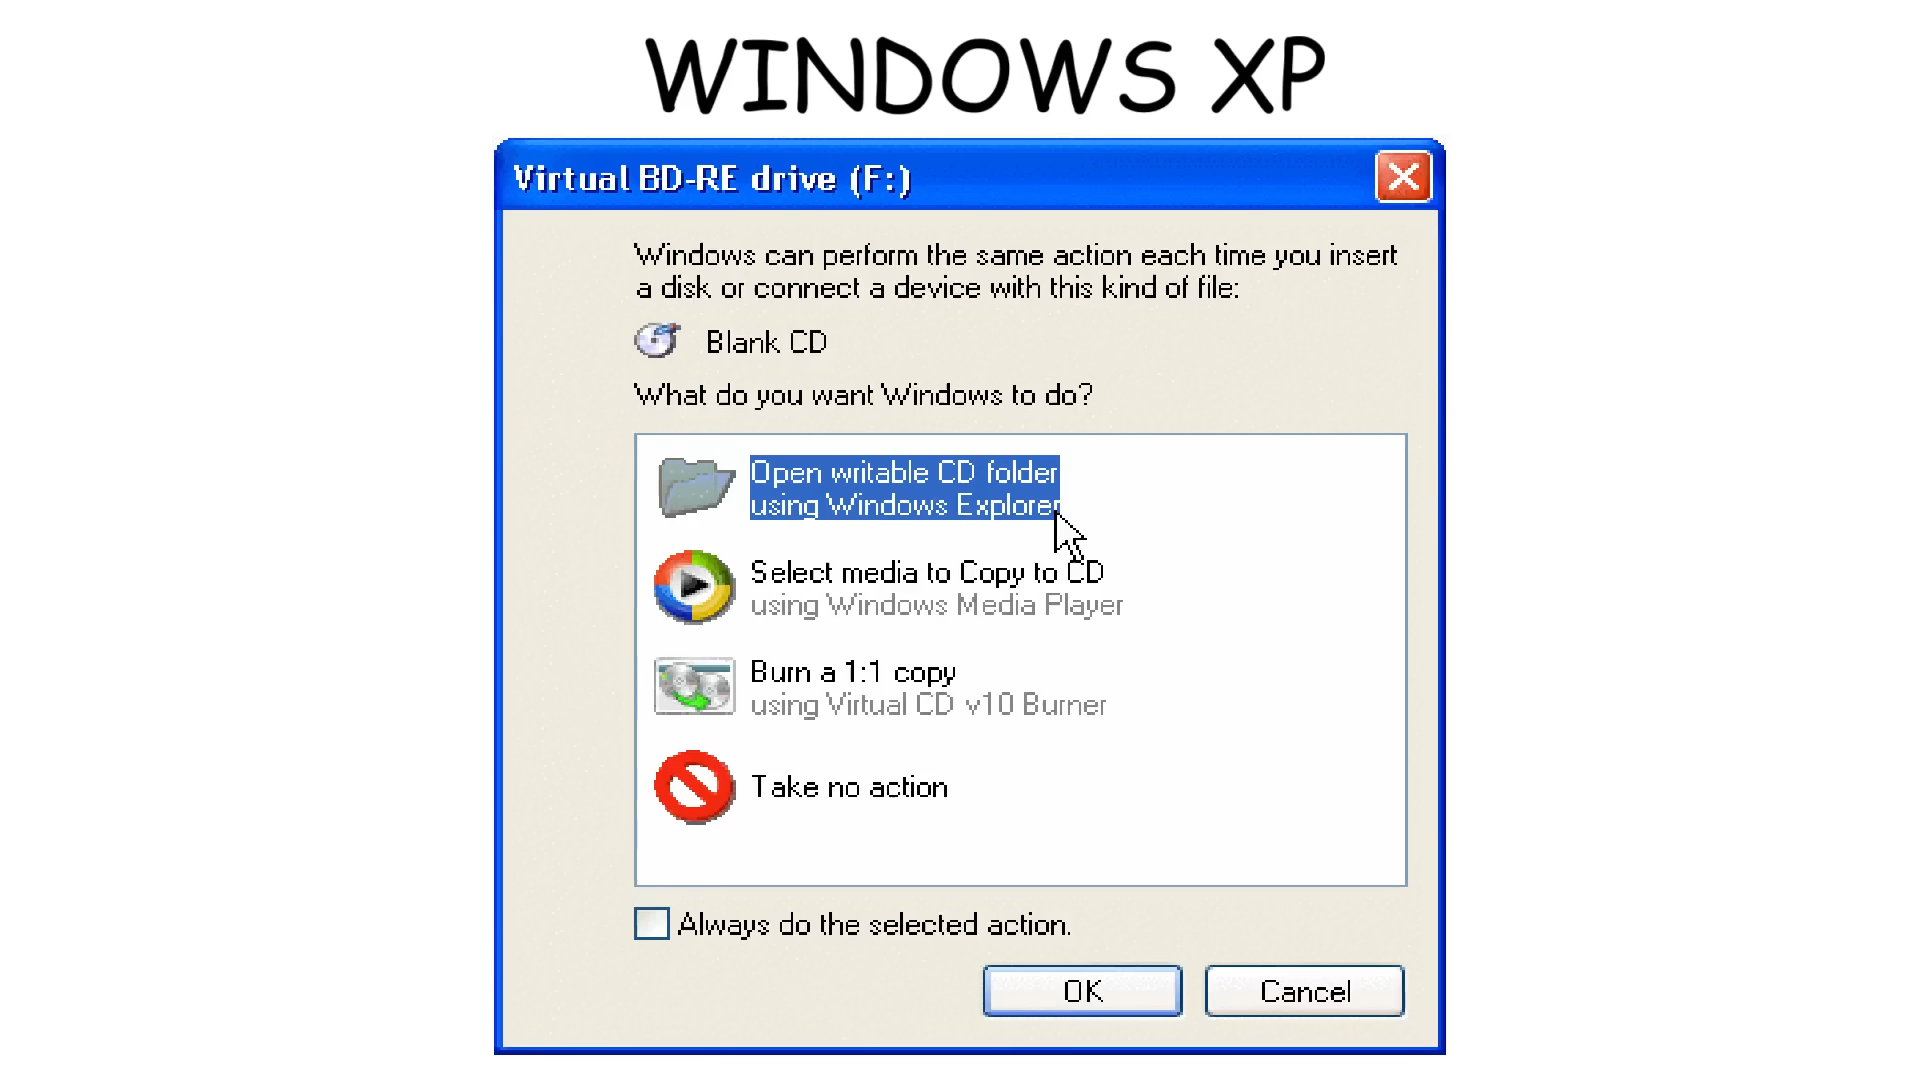 WINDOWS XP
Virtual BD-RE drive (F:)
Windows can perform the same action each time you insert
a disk or connect a device with this kind of file:
Blank CD
What do you want Windows to do?
Open writable CD folder
using Windows Explorer
Select media to Copy to CD
using Windows Media Player
Burn a 1:1 copy
using Virtual CD v10 Burner
Take no action
Always do the selected action.
OK
Cancel